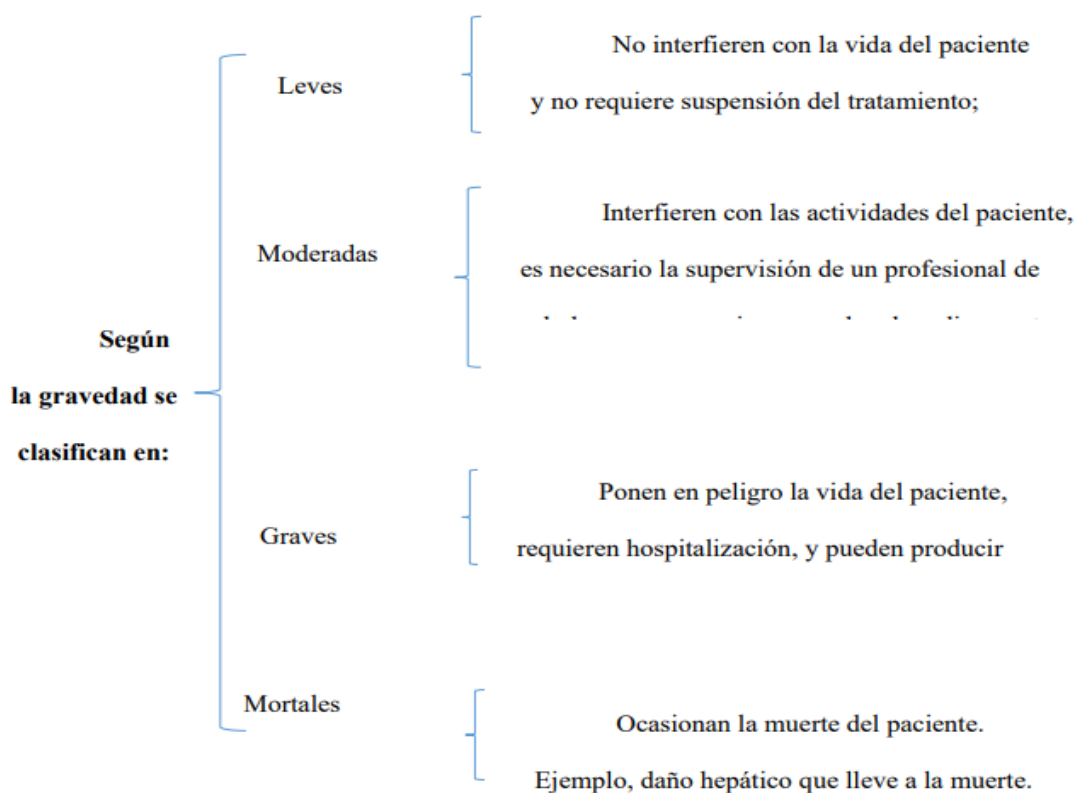 Según
la gravedad se
clasifican en:
Leves
No interfieren con la vida del paciente
y no requiere suspensión del tratamiento;
Moderadas
Interfieren con las actividades del paciente,
es necesario la supervisión de un profesional de
Graves
Ponen en peligro la vida del paciente,
requieren hospitalización, y pueden producir
Mortales
Ocasionan la muerte del paciente.
Ejemplo, daño hepático que lleve a la muerte.